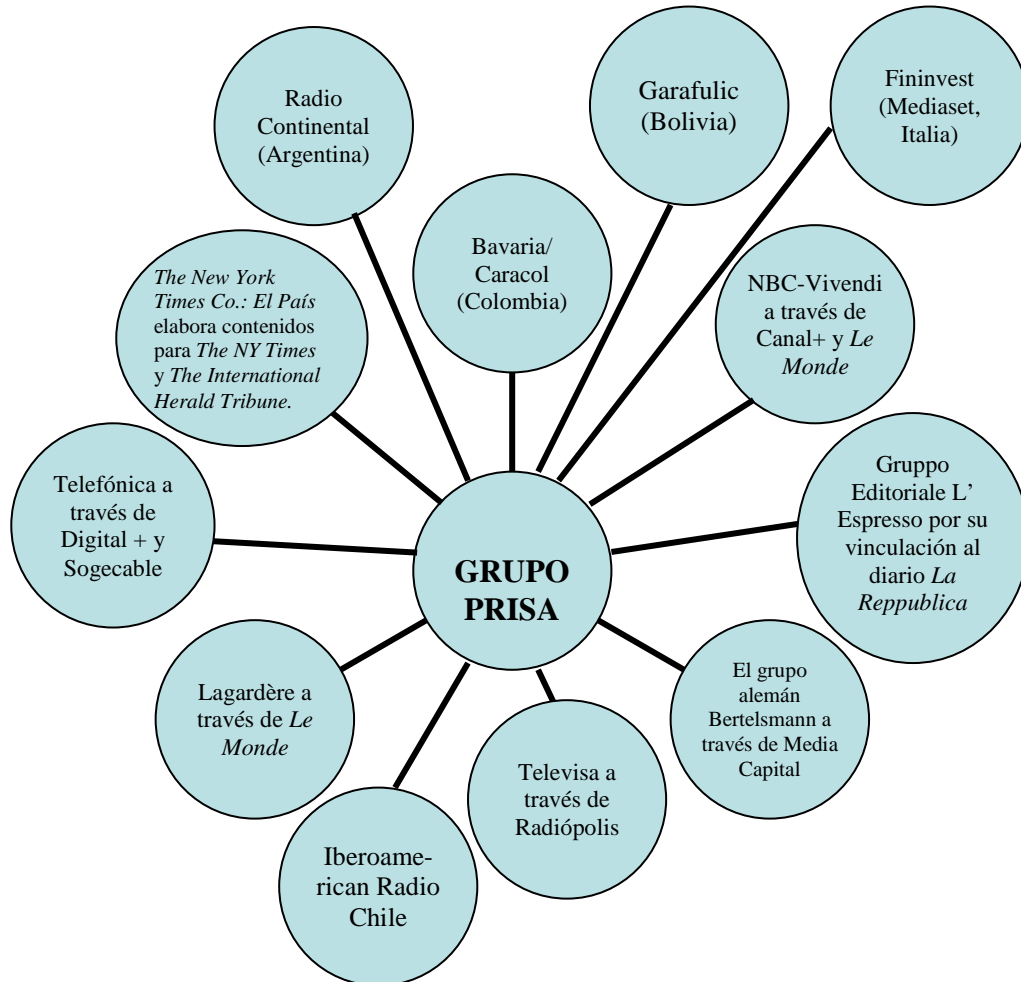 Radio
Continental
(Argentina)
Garafulic
(Bolivia)
Fininvest
(Mediaset,
Italia)
Bavaria/
Caracol
(Colombia)
The New York
Times Co.: El País
elabora contenidos
para The NY Times
y The International
Herald Tribune.
NBC-Vivendi
a través de
Canal+ y Le
Monde
Telefónica a
través de
Digital + y
Sogecable
Gruppo
Editoriale L’
Espresso por su
vinculación al
diario La
Reppublica
GRUPO
PRISA
Lagardère a
través de Le
Monde
El grupo
alemán
Bertelsmann a
través de Media
Capital
Televisa a
través de
Radiópolis
Iberoame-
rican Radio
Chile